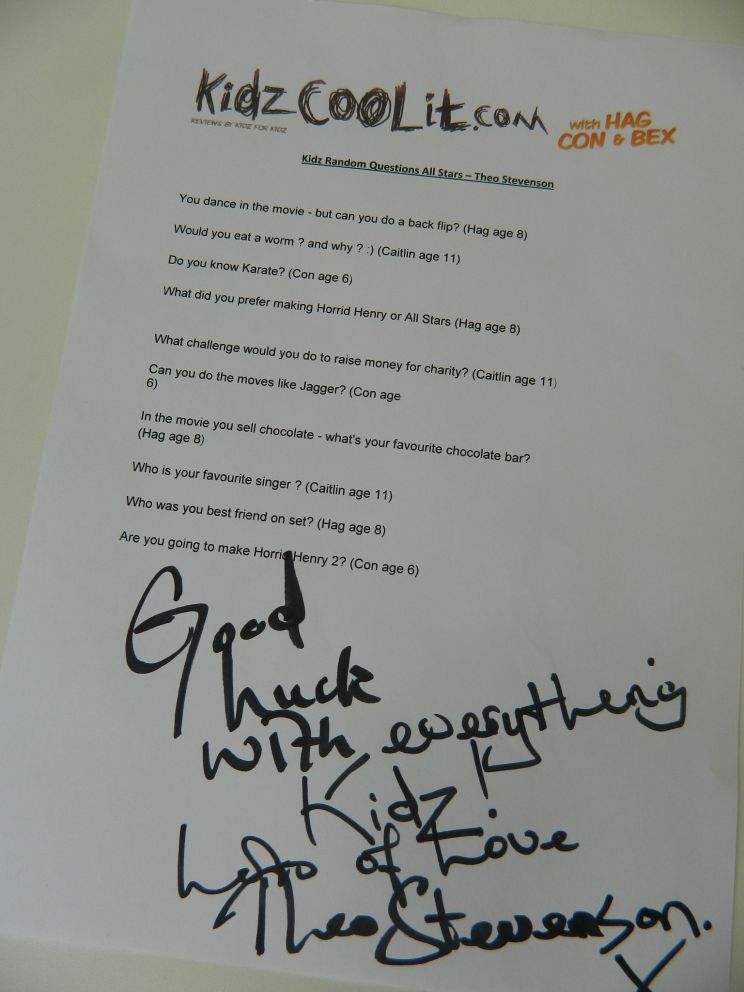 KidzCOOLit.com
REVIEWS BY KIDZ FOR KIDZ
with HAG
CON & BEX
Kidz Random Questions All Stars – Theo Stevenson
You dance in the movie - but can you do a back flip? (Hag age 8)
Would you eat a worm ? and why ? :) (Caitlin age 11)
Do you know Karate? (Con age 6)
What did you prefer making Horrid Henry or All Stars (Hag age 8)
What challenge would you do to raise money for charity? (Caitlin age 11)
Can you do the moves like Jagger? (Con age
6)
In the movie you sell chocolate - what's your favourite chocolate bar?
(Hag age 8)
Who is your favourite singer ? (Caitlin age 11)
Who was you best friend on set? (Hag age 8)
Are you going to make Horrid Henry 2? (Con age 6)
Good
Luck
with everything
Kidz!
Lots of Love
Theo Stevenson.
x